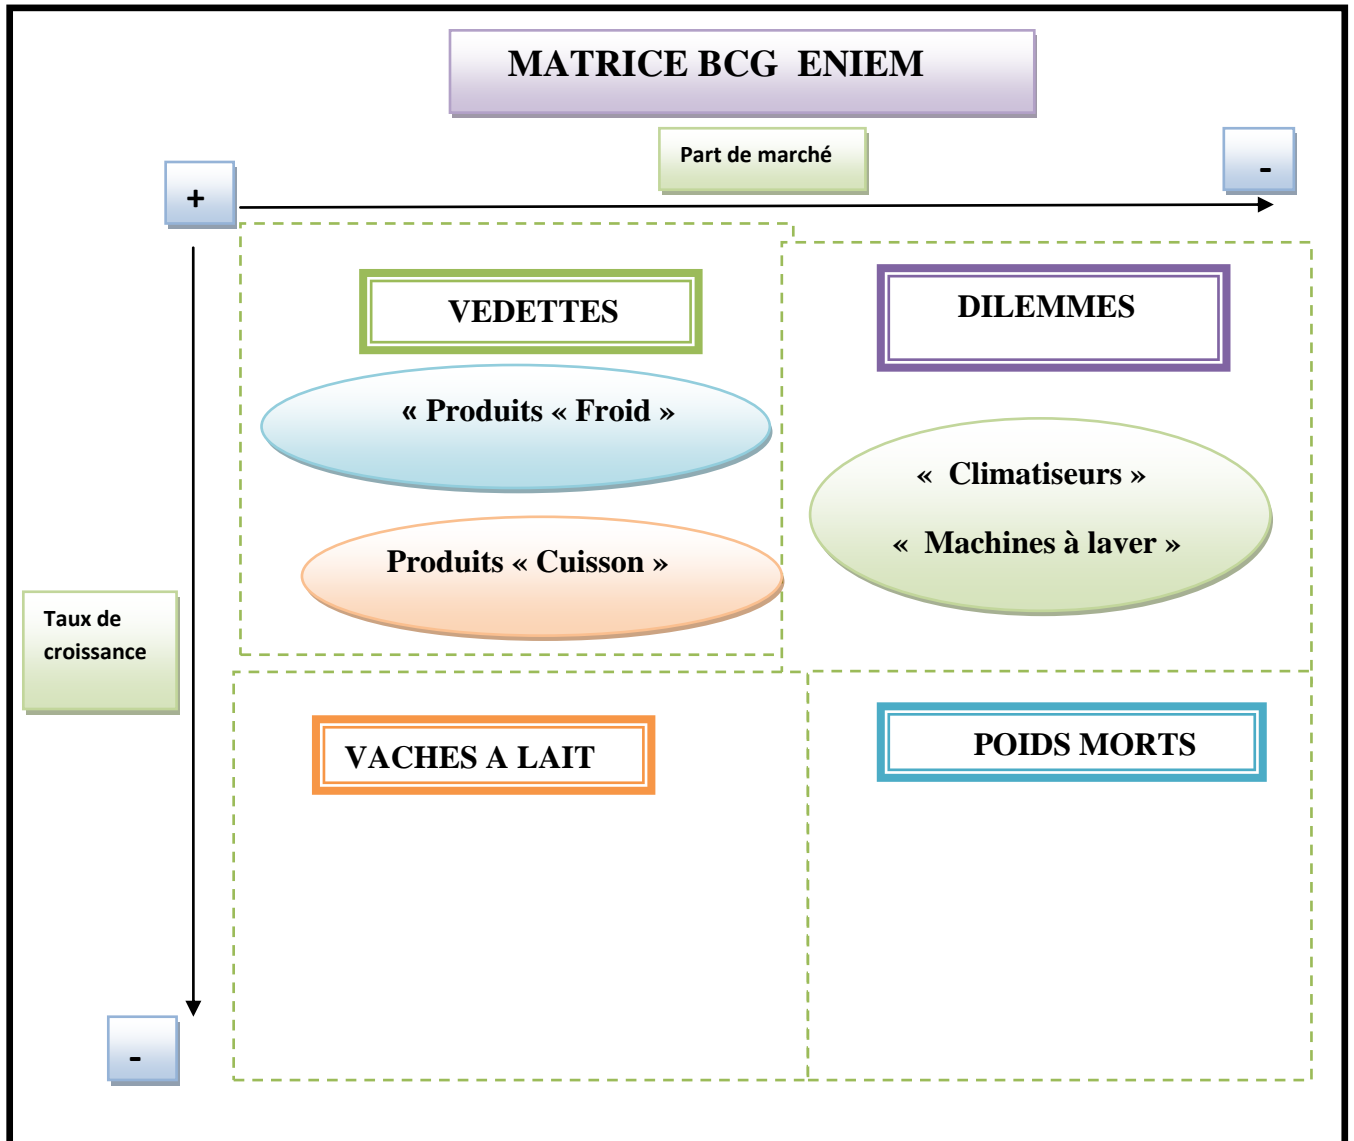 MATRICE BCG ENIEM
Part de marché
+
-
VEDETTES
DILEMMES
« Produits « Froid »
« Climatiseurs »
« Machines à laver »
Produits « Cuisson »
Taux de
croissance
VACHES A LAIT
POIDS MORTS
-